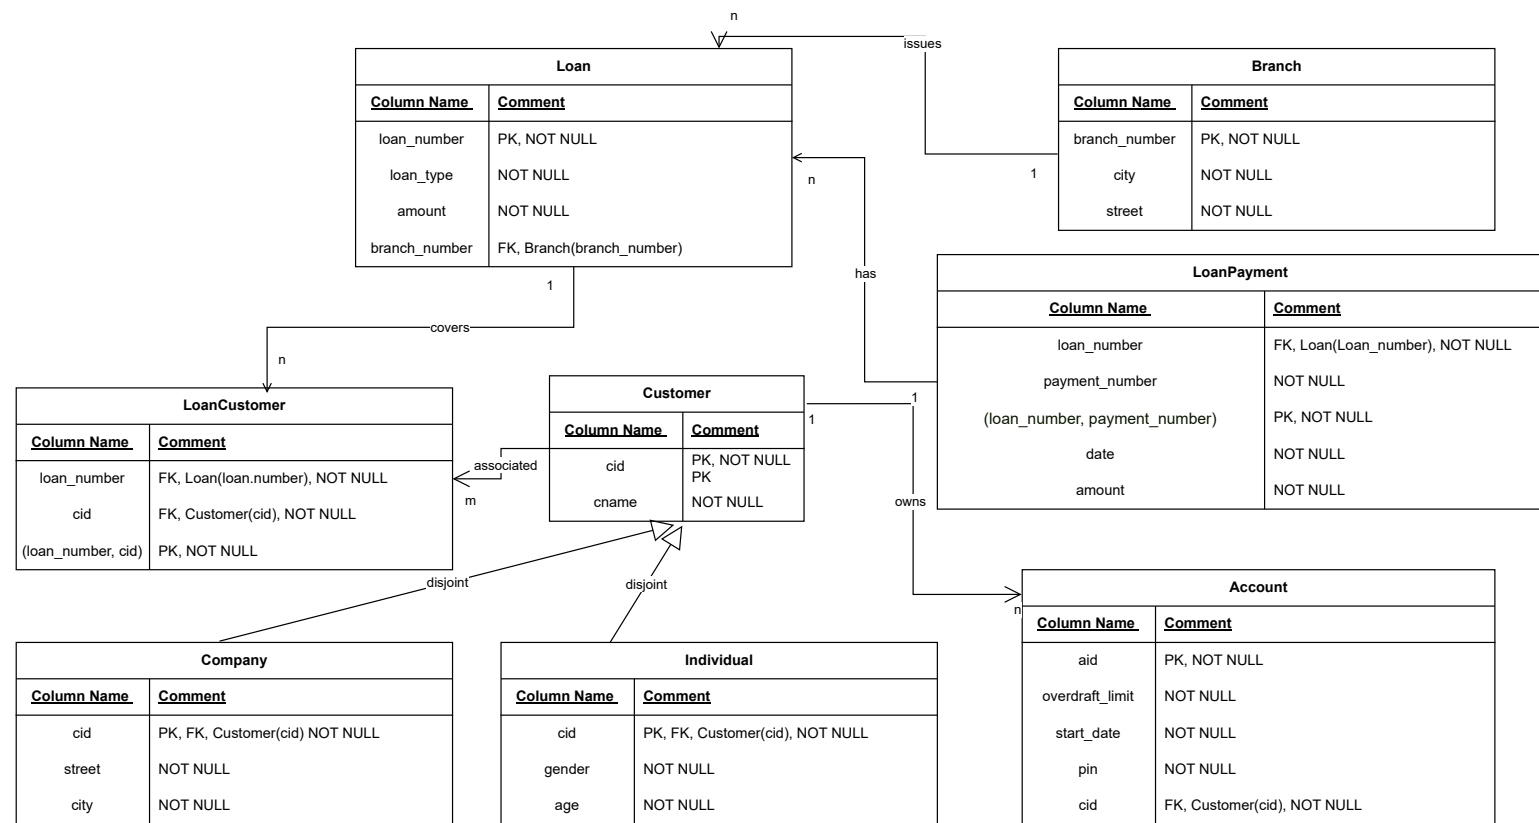 n
issues
Loan
Column Name Comment
loan_number PK, NOT NULL
loan_type NOT NULL
amount NOT NULL
branch_number FK, Branch(branch_number)
Branch
Column Name Comment
branch_number PK, NOT NULL
city NOT NULL
street NOT NULL
1
n
has
1
covers
n
LoanPayment
Column Name Comment
loan_number FK, Loan(Loan_number), NOT NULL
payment_number NOT NULL
(loan_number, payment_number) PK, NOT NULL
date NOT NULL
amount NOT NULL
LoanCustomer
Column Name Comment
loan_number FK, Loan(loan.number), NOT NULL
cid FK, Customer(cid), NOT NULL
(loan_number, cid) PK, NOT NULL
associated
m
Customer
Column Name Comment
cid PK, NOT NULL
PK
cname NOT NULL
1
1
owns
n
disjoint
disjoint
Company
Column Name Comment
cid PK, FK, Customer(cid) NOT NULL
street NOT NULL
city NOT NULL
Individual
Column Name Comment
cid PK, FK, Customer(cid), NOT NULL
gender NOT NULL
age NOT NULL
Account
Column Name Comment
aid PK, NOT NULL
overdraft_limit NOT NULL
start_date NOT NULL
pin NOT NULL
cid FK, Customer(cid), NOT NULL